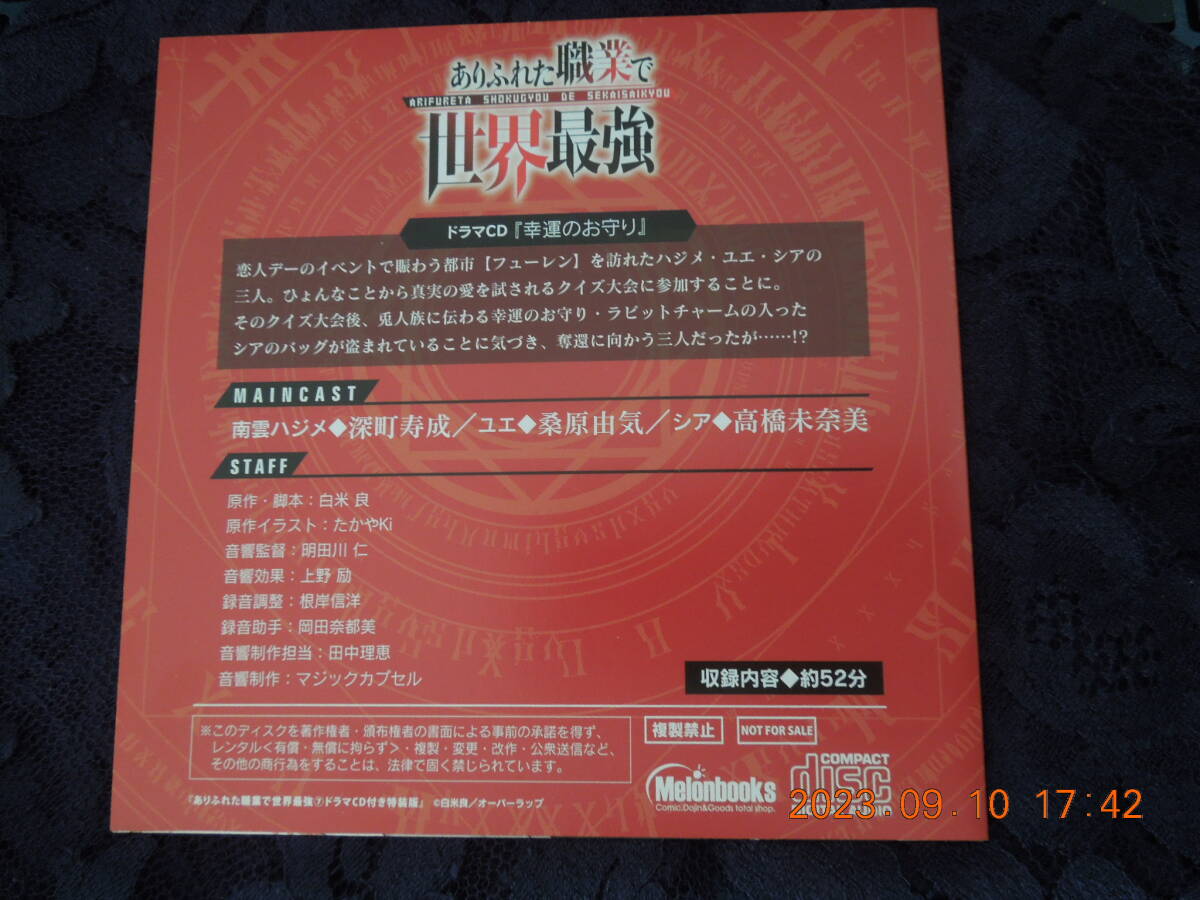 ありふれた職業で
ARIFURETA SHOKUGYOU DE SEKAISAIKYOU
世界最強
ドラマCD『幸運のお守り』
恋人デーのイベントで賑わう都市【フューレン】を訪れたハジメ・ユエ・シアの
三人。ひょんなことから真実の愛を試されるクイズ大会に参加することに。
そのクイズ大会後、兎人族に伝わる幸運のお守り・ラビットチャームの入った
シアのバッグが盗まれていることに気づき、奪還に向かう三人だったが……!?
MAINCAST
南雲ハジメ◆深町寿成／ユエ◆桑原由気／シア◆高橋未奈美
STAFF
原作・脚本：白米 良
原作イラスト：たかやKi
音響監督：明田川 仁
音響効果：上野 励
録音調整：根岸信洋
録音助手：岡田奈都美
音響制作担当：田中理恵
音響制作：マジックカプセル
収録内容◆約52分
※このディスクを著作権者・頒布権者の書面による事前の承諾を得ず、
レンタル＜有償・無償に拘らず＞・複製・変更・改作・公衆送信など、
その他の商行為をすることは、法律で固く禁じられています。
複製禁止
NOT FOR SALE
『ありふれた職業で世界最強⑦ドラマCD付き特装版』 ©白米良／オーバーラップ
Melonbooks
Comic.Dojin&Goods total shop.
COMPACT
disc
DIGITAL AUDIO
2023.09.10 17:42